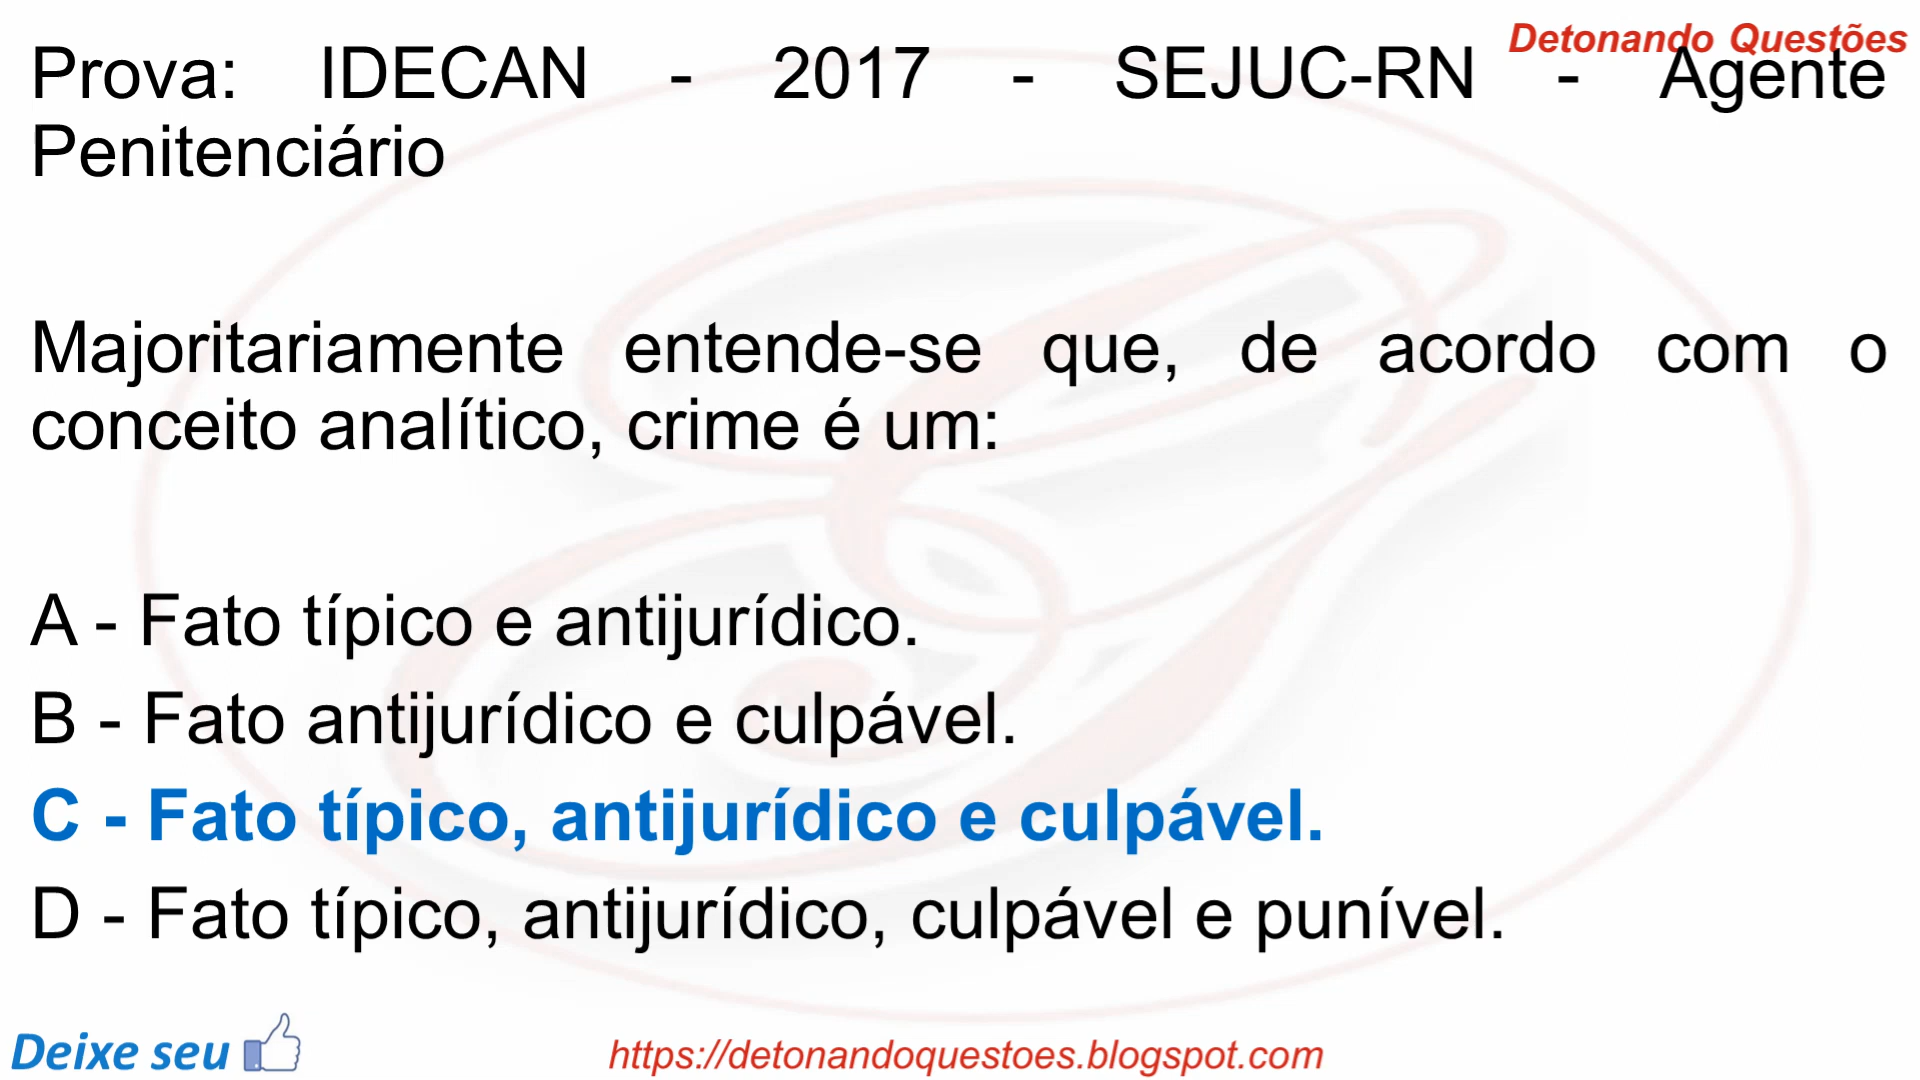 Detonando Questões
Prova: IDECAN - 2017 - SEJUC-RN - Agente
Penitenciário
Majoritariamente entende-se que, de acordo com o
conceito analítico, crime é um:
A - Fato típico e antijurídico.
B - Fato antijurídico e culpável.
C - Fato típico, antijurídico e culpável.
D - Fato típico, antijurídico, culpável e punível.
Deixe seu
https://detonandoquestoes.blogspot.com